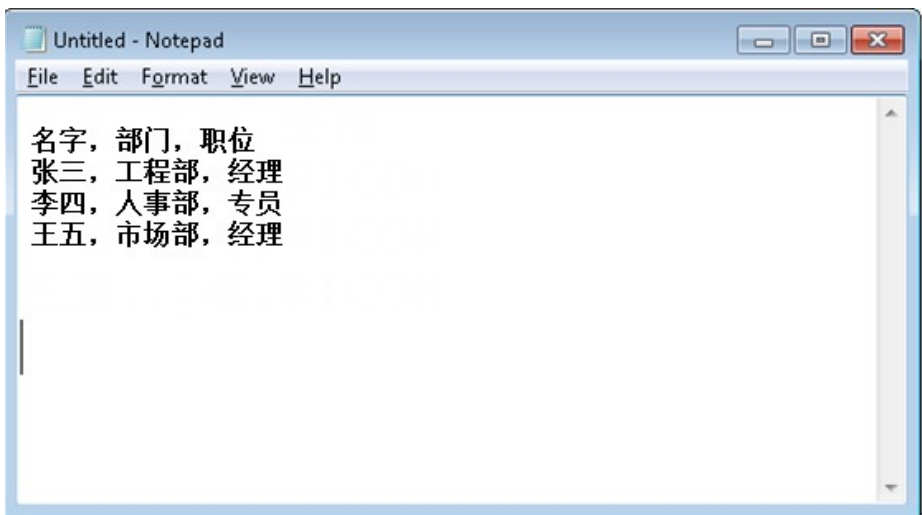 Untitled - Notepad
File Edit Format View Help
名字，部门，职位
张三，工程部，经理
李四，人事部，专员
王五，市场部，经理